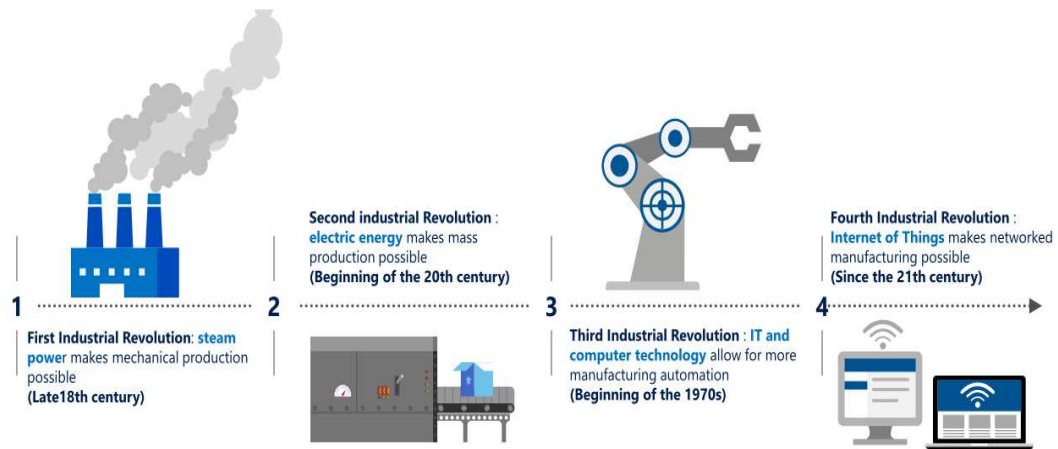 1
First Industrial Revolution: steam
power makes mechanical production
possible
(Late18th century)
2
Second industrial Revolution :
electric energy makes mass
production possible
(Beginning of the 20th century)
3
Third Industrial Revolution : IT and
computer technology allow for more
manufacturing automation
(Beginning of the 1970s)
4
Fourth Industrial Revolution :
Internet of Things makes networked
manufacturing possible
(Since the 21th century)